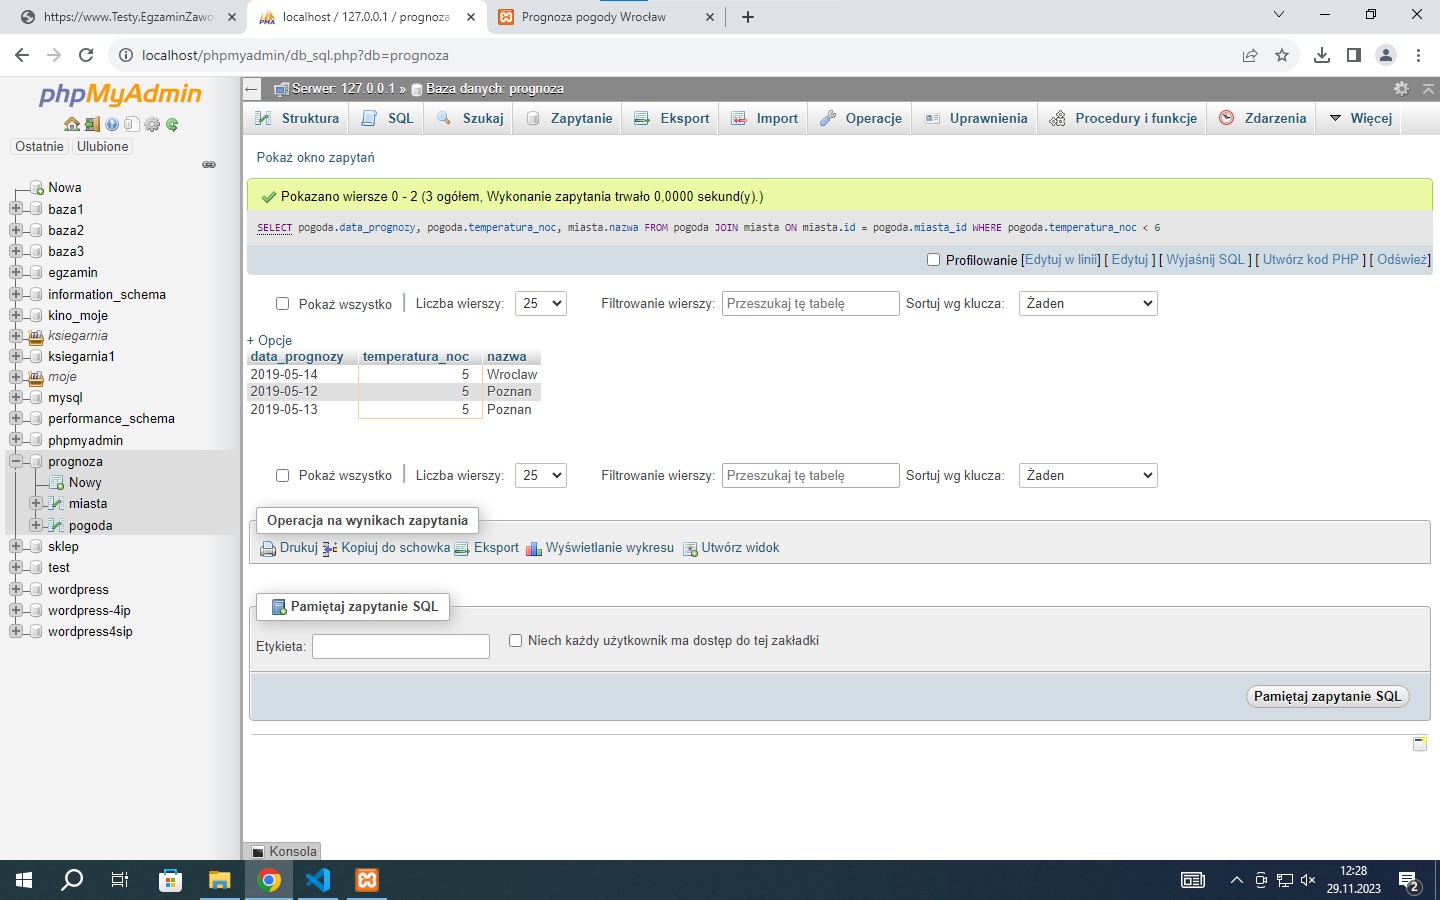 https://www.Testy.EgzaminZawo
localhost / 127.0.0.1 / prognoza
Prognoza pogody Wrocław
localhost/phpmyadmin/db_sql.php?db=prognoza
phpMyAdmin
Ostatnie
Ulubione
Nowa
baza1
baza2
baza3
egzamin
information_schema
kino_moje
ksiegarnia
ksiegarnia1
moje
mysql
performance_schema
phpmyadmin
prognoza
Nowy
miasta
pogoda
sklep
test
wordpress
wordpress-4ip
wordpress4sip
Serwer: 127.0.0.1 » Baza danych: prognoza
Struktura SQL Szukaj Zapytanie Eksport Import Operacje Uprawnienia Procedury i funkcje Zdarzenia Więcej
Pokaż okno zapytań
Pokazano wiersze 0 - 2 (3 ogółem, Wykonanie zapytania trwało 0,0000 sekund(y).)
SELECT pogoda.data_prognozy, pogoda.temperatura_noc, miasta.nazwa FROM pogoda JOIN miasta ON miasta.id = pogoda.miasta_id WHERE pogoda.temperatura_noc < 6
Profilowanie [Edytuj w linii] [ Edytuj ] [ Wyjaśnij SQL ] [ Utwórz kod PHP ] [ Odśwież]
Pokaż wszystko | Liczba wierszy: 25 Filtrowanie wierszy: Przeszukaj tę tabelę Sortuj wg klucza: Żaden
+ Opcje
data_prognozy temperatura_noc nazwa
2019-05-14 5 Wroclaw
2019-05-12 5 Poznan
2019-05-13 5 Poznan
Pokaż wszystko | Liczba wierszy: 25 Filtrowanie wierszy: Przeszukaj tę tabelę Sortuj wg klucza: Żaden
Operacja na wynikach zapytania
Drukuj Kopiuj do schowka Eksport Wyświetlanie wykresu Utwórz widok
Pamiętaj zapytanie SQL
Etykieta: Niech każdy użytkownik ma dostęp do tej zakładki
Pamiętaj zapytanie SQL
Konsola
12:28
29.11.2023
2